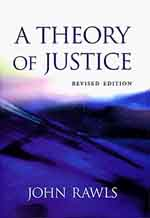 A THEORY
OF JUSTICE
REVISED EDITION
JOHN RAWLS